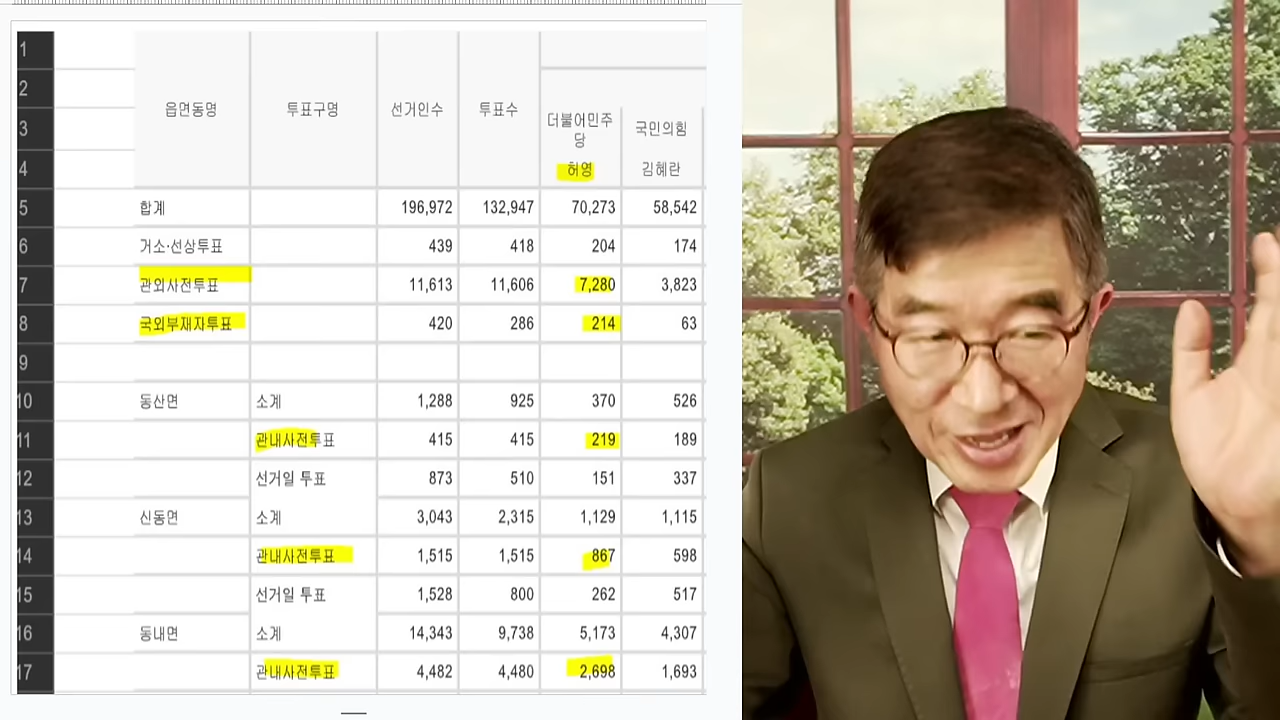 1
2
3
4
읍면동명 투표구명 선거인수 투표수
더불어민주
당
국민의힘
허영 김혜란
5 합계 196,972 132,947 70,273 58,542
6 거소·선상투표 439 418 204 174
7 관외사전투표 11,613 11,606 7,280 3,823
8 국외부재자투표 420 286 214 63
9
10 동산면 소계 1,288 925 370 526
11 관내사전투표 415 415 219 189
12 선거일 투표 873 510 151 337
13 신동면 소계 3,043 2,315 1,129 1,115
14 관내사전투표 1,515 1,515 867 598
15 선거일 투표 1,528 800 262 517
16 동내면 소계 14,343 9,738 5,173 4,307
17 관내사전투표 4,482 4,480 2,698 1,693